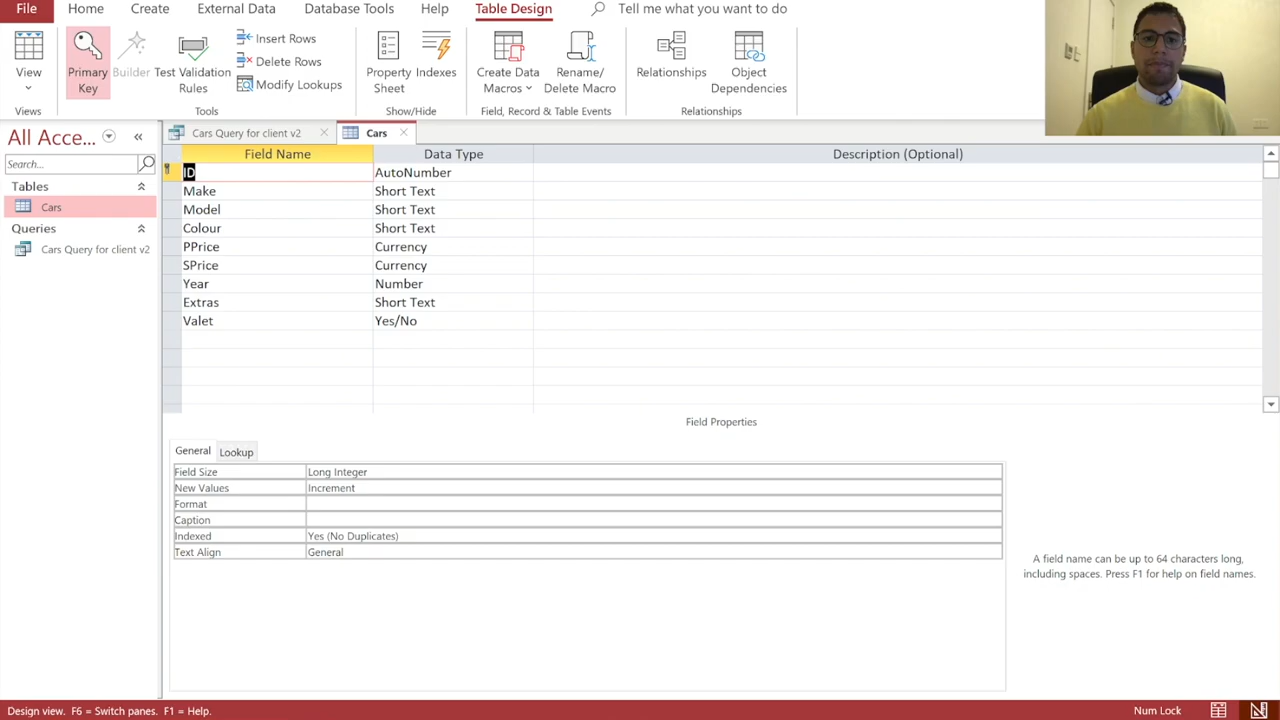 File Home Create External Data Database Tools Help Table Design Tell me what you want to do
View
Primary Key
Builder
Test Validation Rules
Insert Rows
Delete Rows
Modify Lookups
Property Sheet
Indexes
Create Data Macros
Rename/ Delete Macro
Relationships
Object Dependencies
Views Tools Show/Hide Field, Record & Table Events Relationships
All Acce...
Search...
Tables
Cars
Queries
Cars Query for client v2
Cars Query for client v2 Cars
Field Name Data Type Description (Optional)
ID AutoNumber
Make Short Text
Model Short Text
Colour Short Text
PPrice Currency
SPrice Currency
Year Number
Extras Short Text
Valet Yes/No
Field Properties
General Lookup
Field Size Long Integer
New Values Increment
Format
Caption
Indexed Yes (No Duplicates)
Text Align General
A field name can be up to 64 characters long,
including spaces. Press F1 for help on field names.
Design view. F6 = Switch panes. F1 = Help. Num Lock